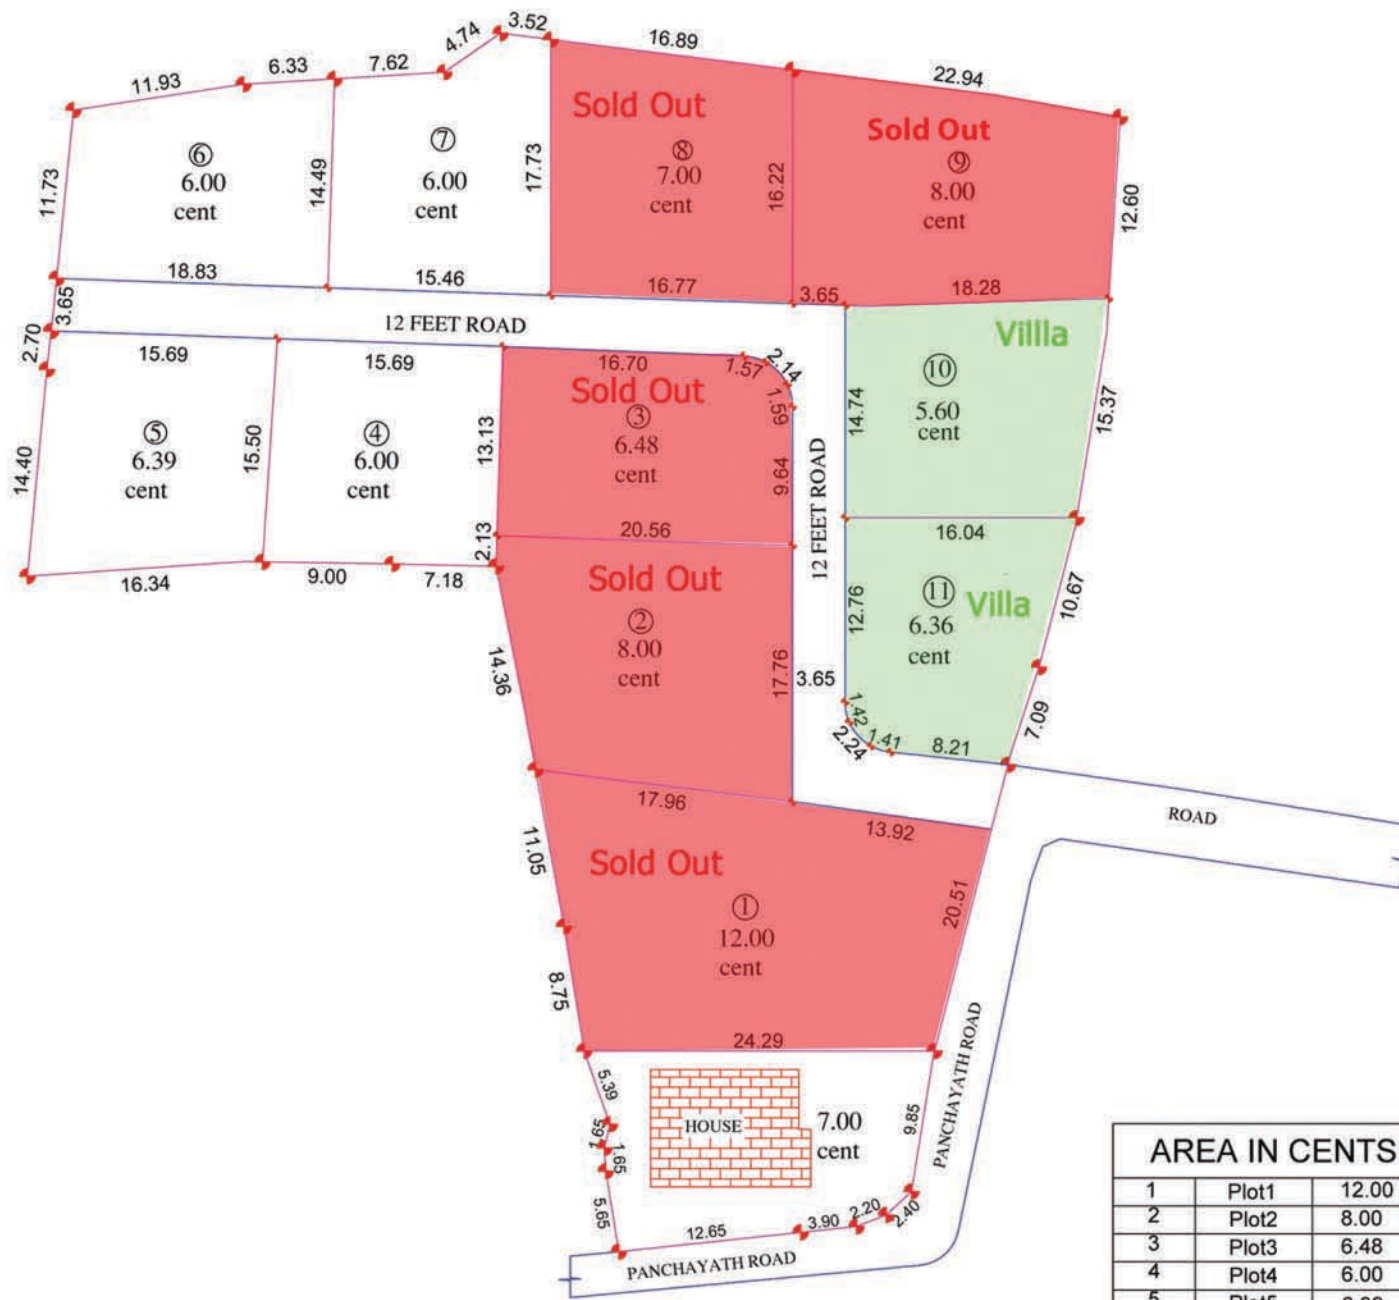 3.52
16.89
4.74
7.62
6.33
11.93
22.94
Sold Out
Sold Out
⑥
6.00
cent
⑦
6.00
cent
⑧
7.00
cent
⑨
8.00
cent
11.73
14.49
17.73
16.22
12.60
18.83
15.46
16.77
3.65
18.28
3.65
12 FEET ROAD
Villla
2.70
15.69
15.69
16.70
1.57
2.14
1.59
Sold Out
⑤
6.39
cent
④
6.00
cent
③
6.48
cent
⑩
5.60
cent
14.40
15.50
13.13
9.64
12 FEET ROAD
14.74
15.37
20.56
16.04
2.13
16.34
9.00
7.18
Sold Out
②
8.00
cent
⑪
6.36
cent
Villa
14.36
17.76
3.65
12.76
10.67
7.09
1.42
2.24
1.41
8.21
17.96
13.92
ROAD
11.05
Sold Out
①
12.00
cent
20.51
8.75
24.29
PANCHAYATH ROAD
5.39
HOUSE
7.00
cent
9.85
1.65
1.65
5.65
12.65
3.90
2.20
2.40
PANCHAYATH ROAD
AREA IN CENTS
1 Plot1 12.00
2 Plot2 8.00
3 Plot3 6.48
4 Plot4 6.00